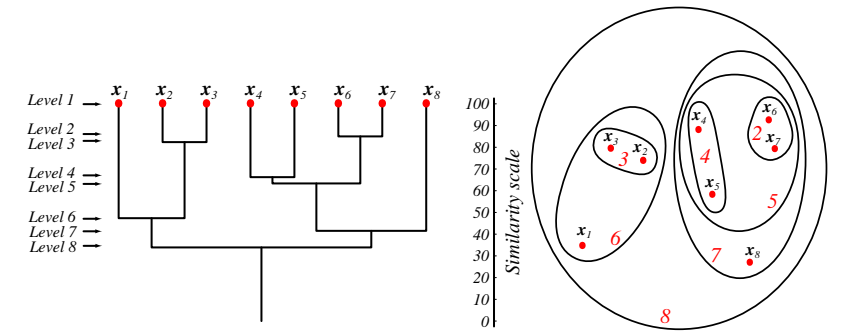 x1 x2 x3 x4 x5 x6 x7 x8
Level 1
Level 2
Level 3
Level 4
Level 5
Level 6
Level 7
Level 8
100
90
80
70
60
50
40
30
20
10
0
Similarity scale
x6
x4
2
x3
x2
x7
3
4
x5
5
x1
6
7
x8
8